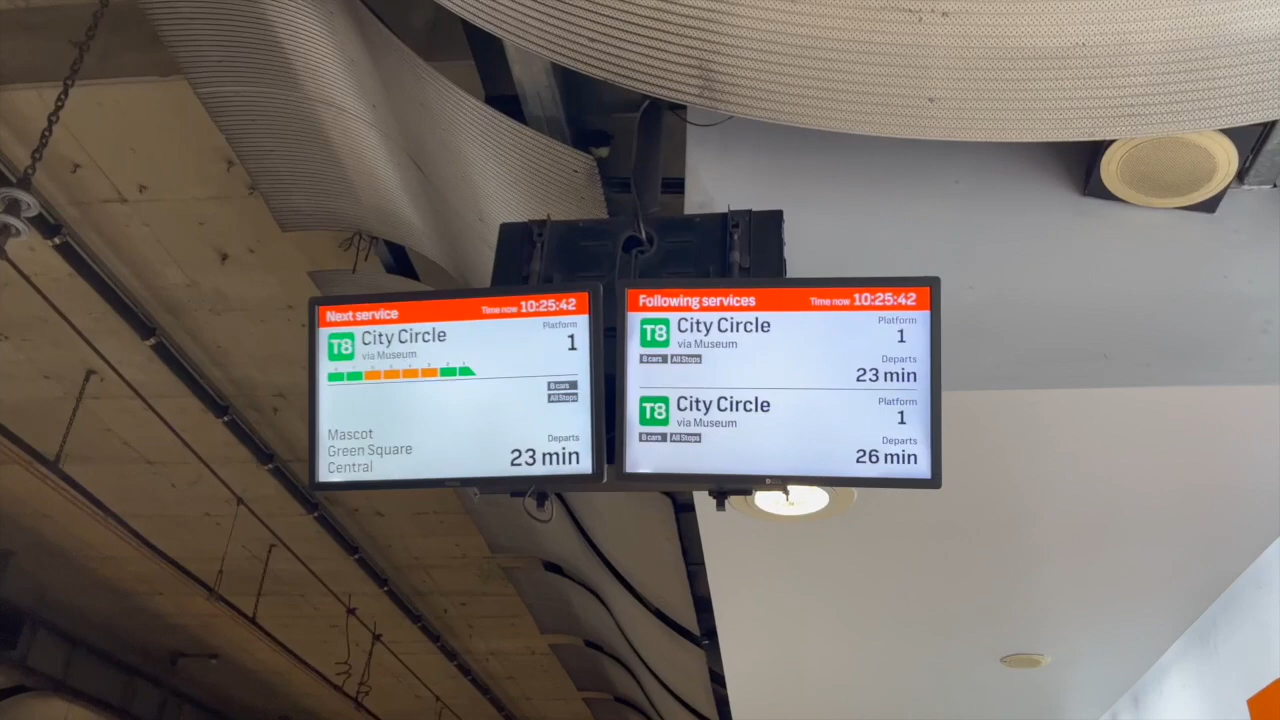 Next service Time now 10:25:42
T8 City Circle
via Museum
Platform
1
8 cars
All Stops
Mascot
Green Square
Central
Departs
23 min
Following services Time now 10:25:42
T8 City Circle
via Museum
8 cars All Stops
Platform
1
Departs
23 min
T8 City Circle
via Museum
8 cars All Stops
Platform
1
Departs
26 min
DELL